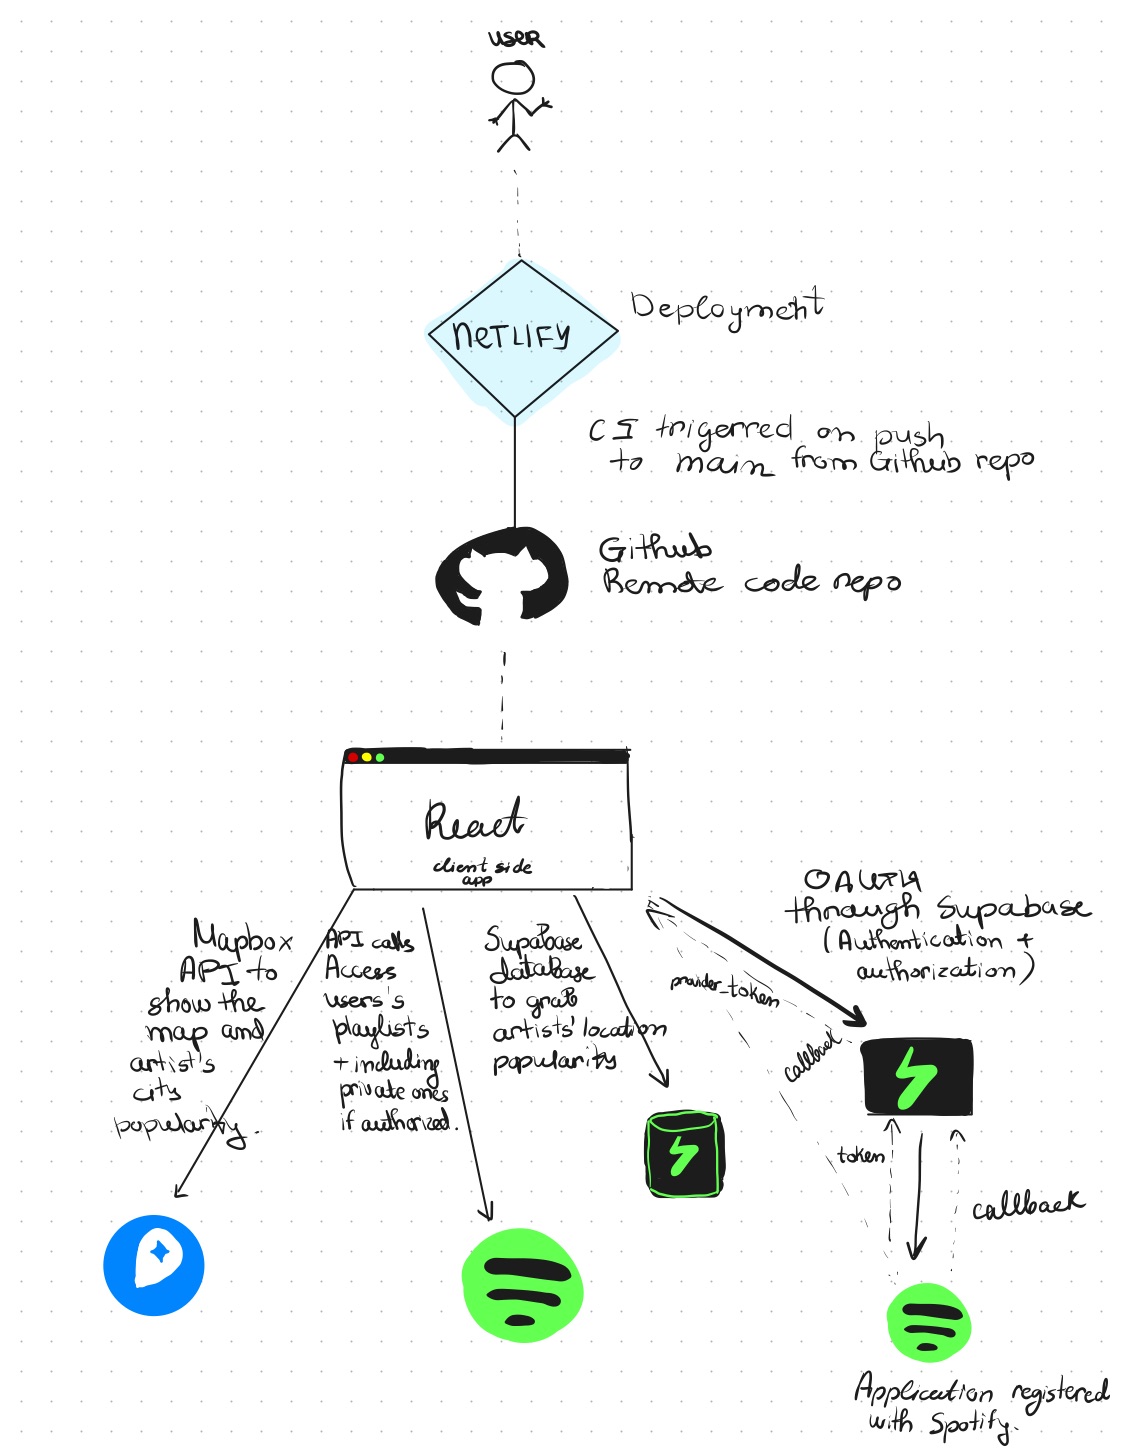 USER
NETLIFY
Deployment
CI trigerred on push
to main from Github repo
Github
Remote code repo
React
client side
app
Mapbox
API to
show the
map and
artist's
city
popularity.
API calls
Access
users's
playlists
+ including
private ones
if authorized.
Supabase
database
to grab
artists' location
popularity
OAUTH
through Supabase
(Authentication +
authorization)
provider_token
callback
token
callback
Application registered
with Spotify.